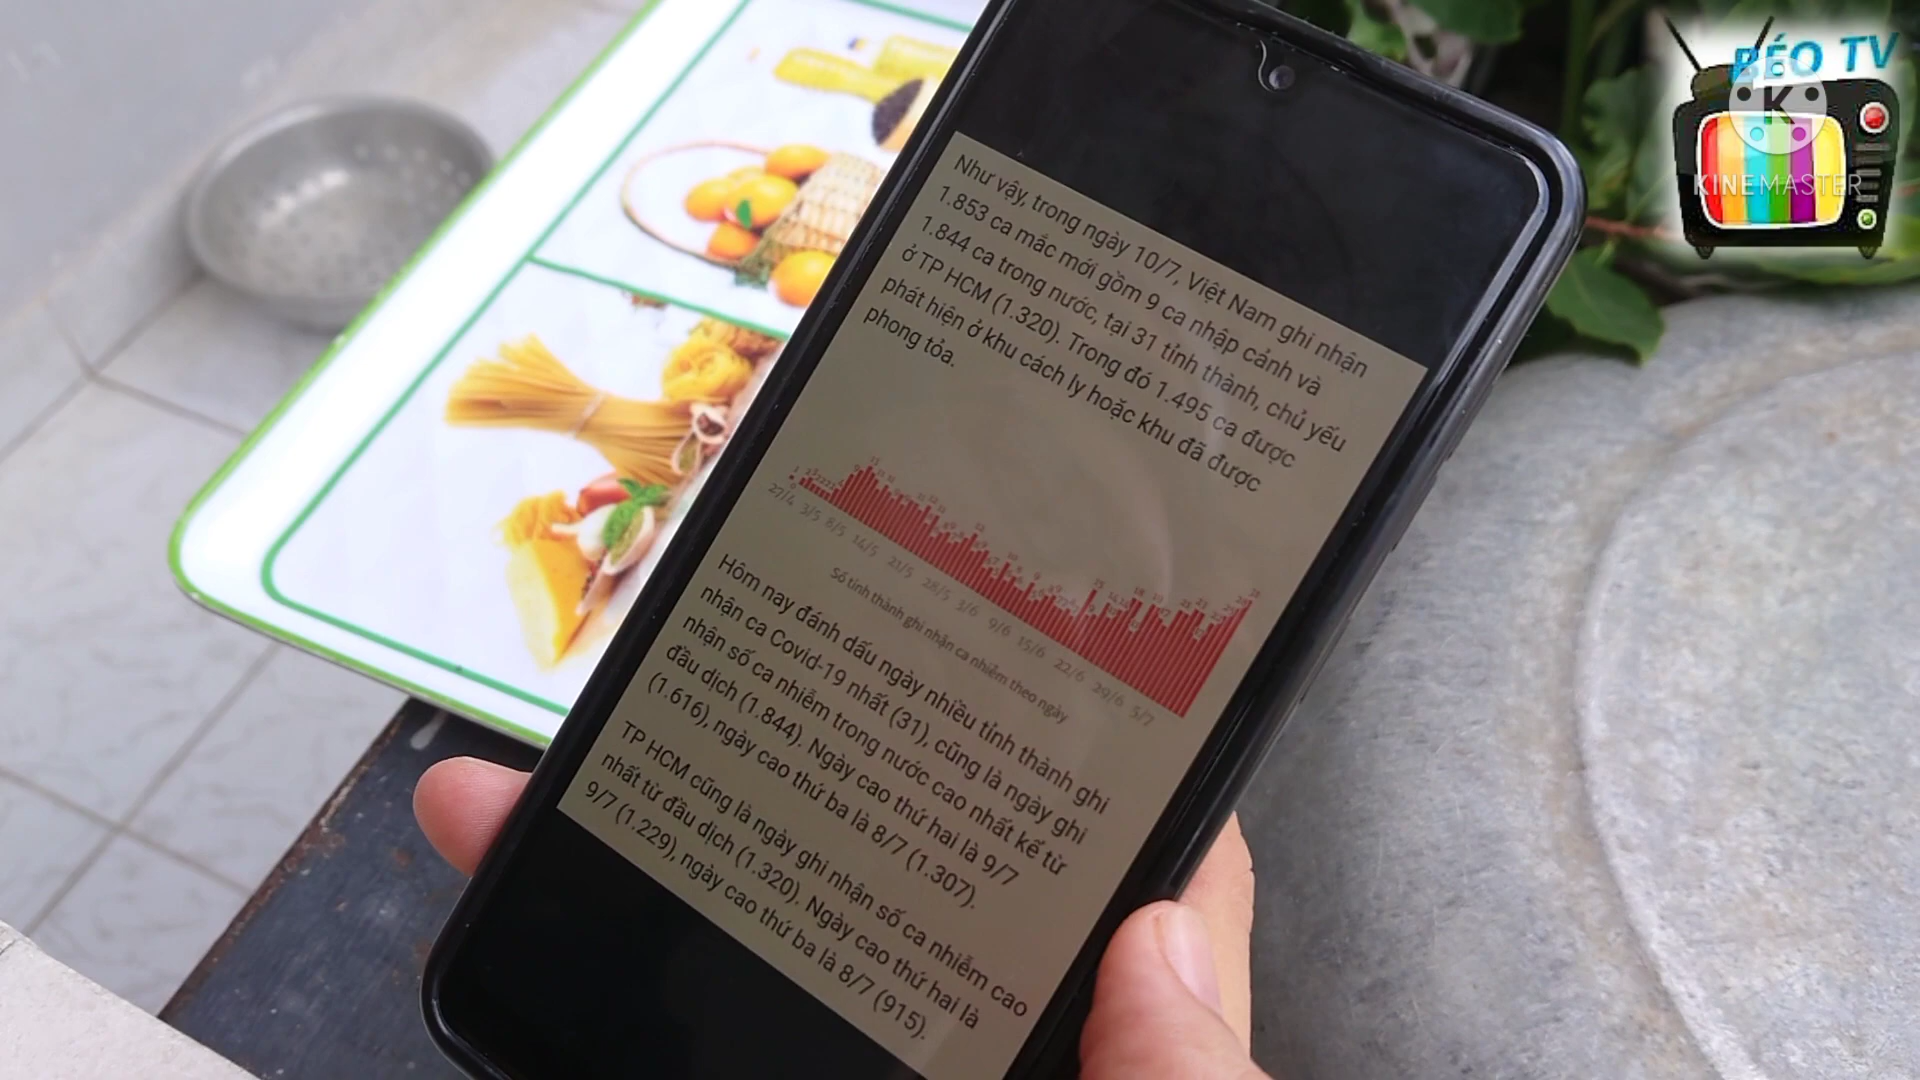 BÉO TV
K
KINEMASTER
Như vậy, trong ngày 10/7, Việt Nam ghi nhận
1.853 ca mắc mới gồm 9 ca nhập cảnh và
1.844 ca trong nước, tại 31 tỉnh thành, chủ yếu
ở TP HCM (1.320). Trong đó 1.495 ca được
phát hiện ở khu cách ly hoặc khu đã được
phong tỏa.
27/4 3/5 8/5 14/5 21/5 28/5 3/6 9/6 15/6 22/6 29/6 5/7
Số tỉnh thành ghi nhận ca nhiễm theo ngày
Hôm nay đánh dấu ngày nhiều tỉnh thành ghi
nhận ca Covid-19 nhất (31), cũng là ngày ghi
nhận số ca nhiễm trong nước cao nhất kể từ
đầu dịch (1.844). Ngày cao thứ hai là 9/7
(1.616), ngày cao thứ ba là 8/7 (1.307).
TP HCM cũng là ngày ghi nhận số ca nhiễm cao
nhất từ đầu dịch (1.320). Ngày cao thứ hai là
9/7 (1.229), ngày cao thứ ba là 8/7 (915).